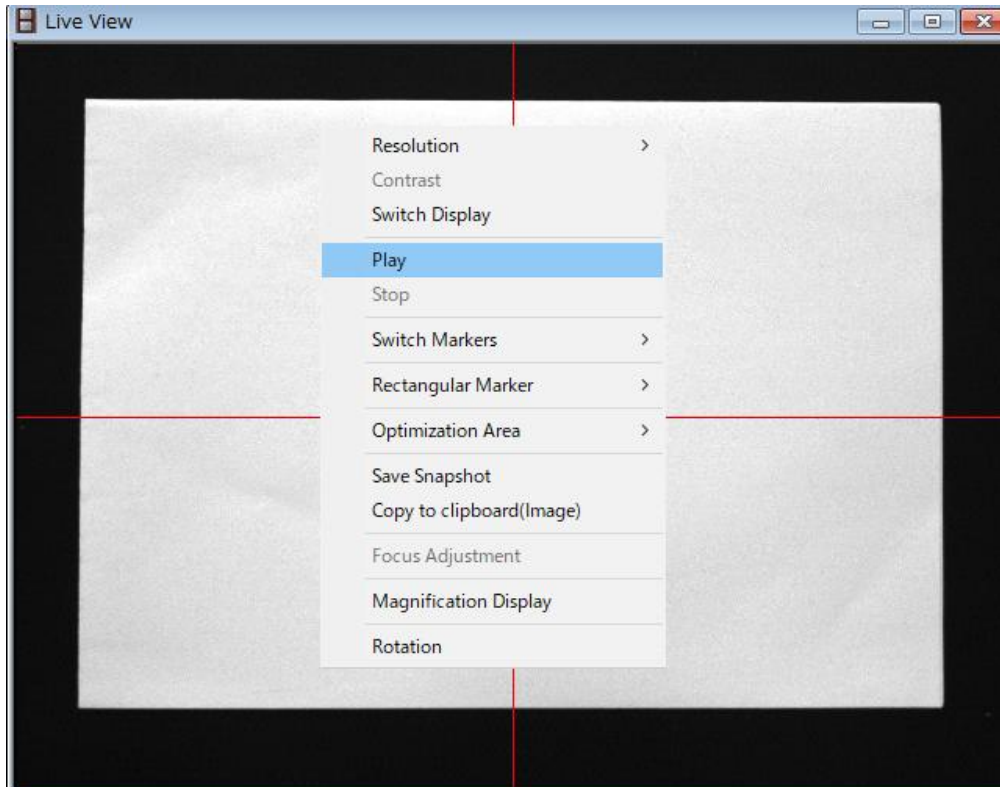 Live View
Resolution
Contrast
Switch Display
Play
Stop
Switch Markers
Rectangular Marker
Optimization Area
Save Snapshot
Copy to clipboard(Image)
Focus Adjustment
Magnification Display
Rotation